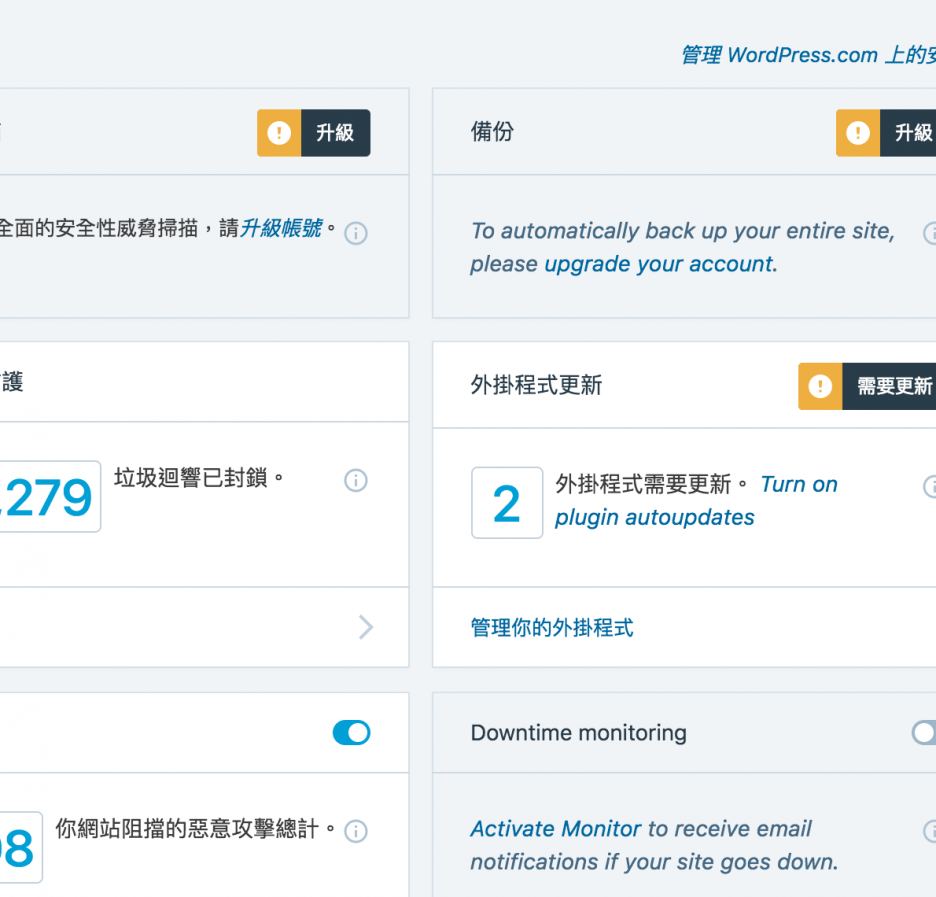 管理 WordPress.com 上的
升級
備份
升級
全面的安全性威脅掃描，請升級帳號。
To automatically back up your entire site,
please upgrade your account.
護
外掛程式更新
需要更新
279
垃圾迴響已封鎖。
2
外掛程式需要更新。 Turn on
plugin autoupdates
管理你的外掛程式
Downtime monitoring
8
你網站阻擋的惡意攻擊總計。
Activate Monitor to receive email
notifications if your site goes down.